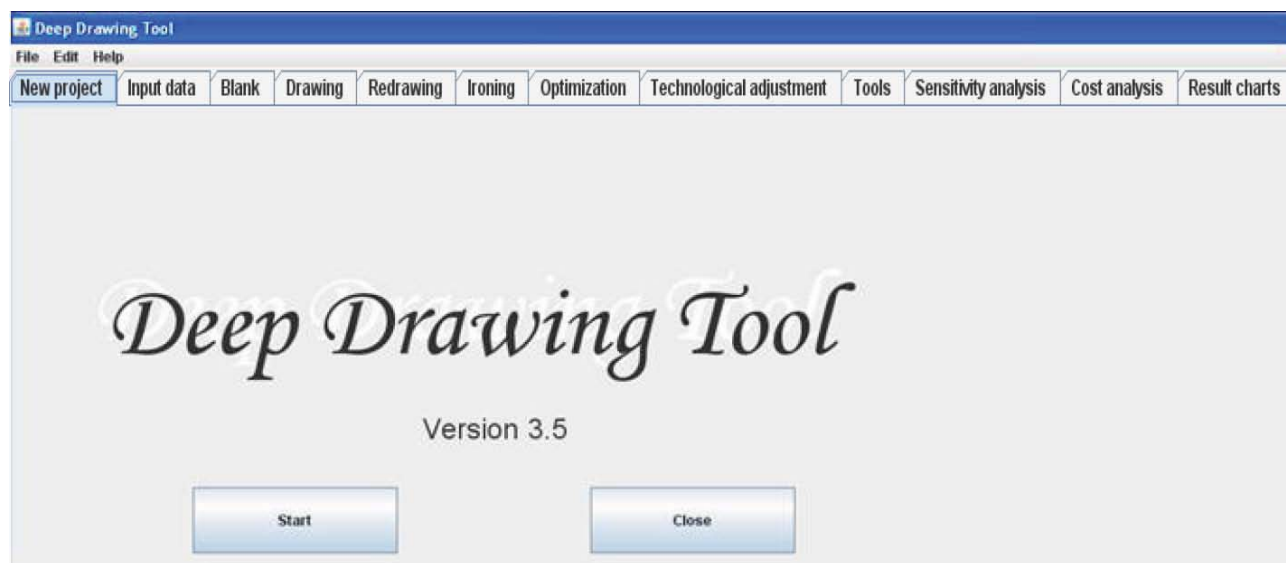 Deep Drawing Tool
File Edit Help
New project Input data Blank Drawing Redrawing Ironing Optimization Technological adjustment Tools Sensitivity analysis Cost analysis Result charts
Deep Drawing Tool
Version 3.5
Start Close